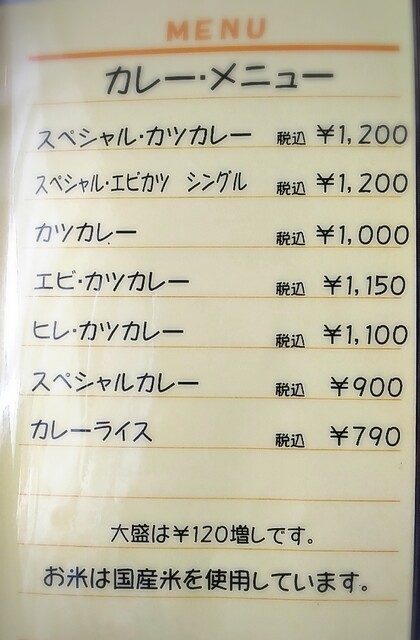 MENU
カレー・メニュー
スペシャル・カツカレー 税込 ¥1,200
スペシャル・エビカツ シングル 税込 ¥1,200
カツカレー 税込 ¥1,000
エビ・カツカレー 税込 ¥1,150
ヒレ・カツカレー 税込 ¥1,100
スペシャルカレー 税込 ¥900
カレーライス 税込 ¥790
大盛は¥120増しです。
お米は国産米を使用しています。